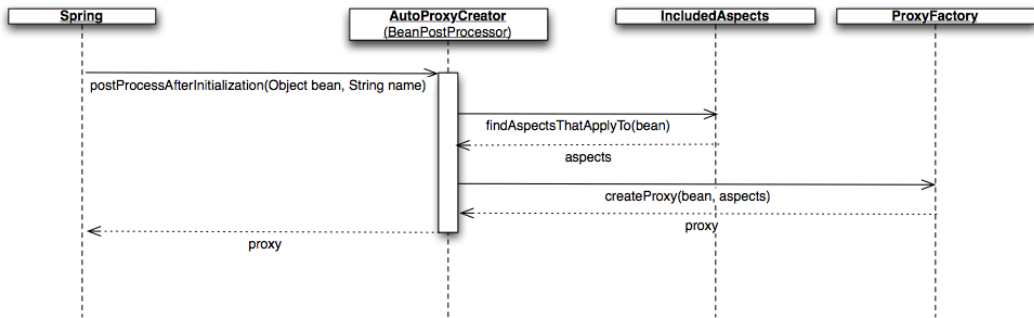 Spring
AutoProxyCreator
(BeanPostProcessor)
IncludedAspects
ProxyFactory
postProcessAfterInitialization(Object bean, String name)
findAspectsThatApplyTo(bean)
aspects
createProxy(bean, aspects)
proxy
proxy